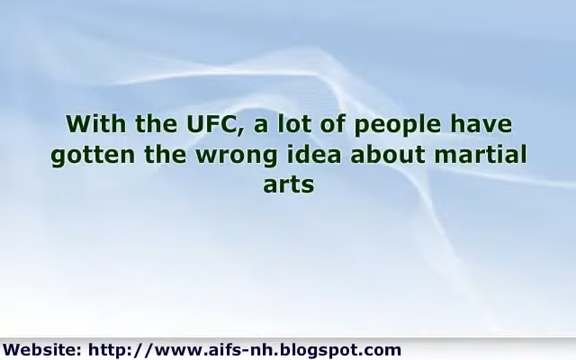 With the UFC, a lot of people have
gotten the wrong idea about martial
arts
Website: http://www.aifs-nh.blogspot.com